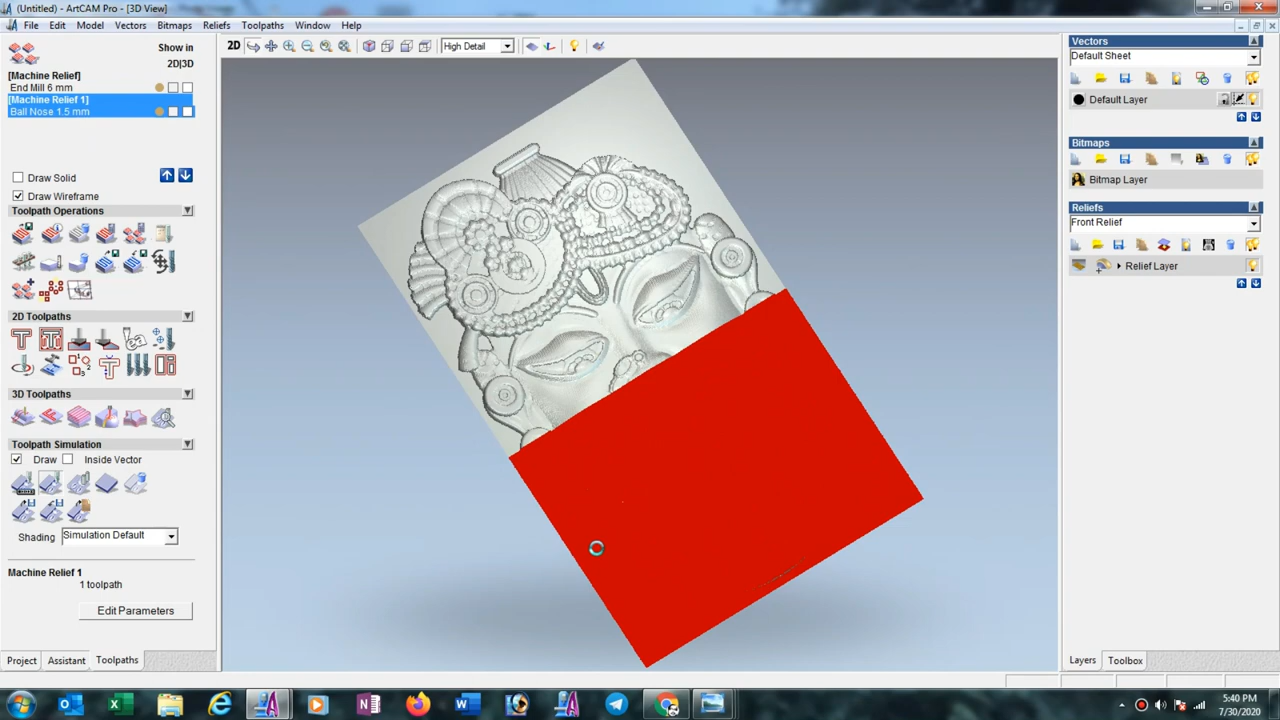 (Untitled) - ArtCAM Pro - [3D View]
File Edit Model Vectors Bitmaps Reliefs Toolpaths Window Help
Show in
2D|3D
[Machine Relief]
End Mill 6 mm
[Machine Relief 1]
Ball Nose 1.5 mm
Draw Solid
Draw Wireframe
Toolpath Operations
2D Toolpaths
3D Toolpaths
Toolpath Simulation
Draw Inside Vector
Shading Simulation Default
Machine Relief 1
1 toolpath
Edit Parameters
Project Assistant Toolpaths
2D High Detail
Vectors
Default Sheet
Default Layer
Bitmaps
Bitmap Layer
Reliefs
Front Relief
Relief Layer
Layers Toolbox
5:40 PM
7/30/2020